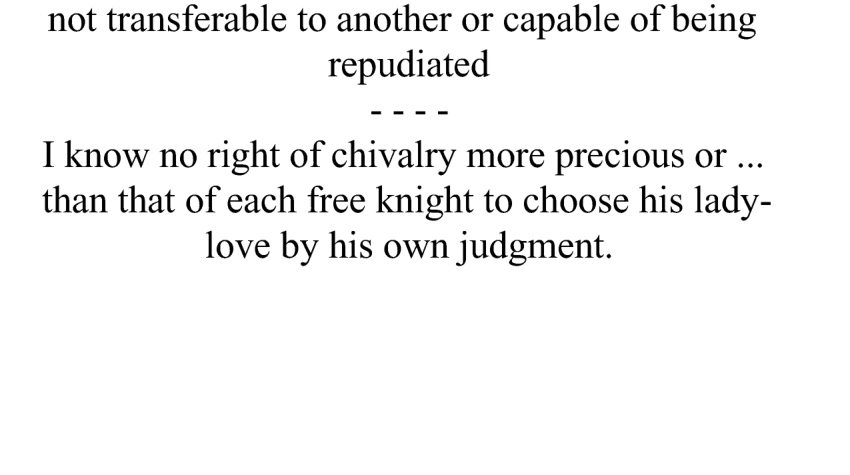 not transferable to another or capable of being
repudiated
- - - -
I know no right of chivalry more precious or ...
than that of each free knight to choose his lady-
love by his own judgment.